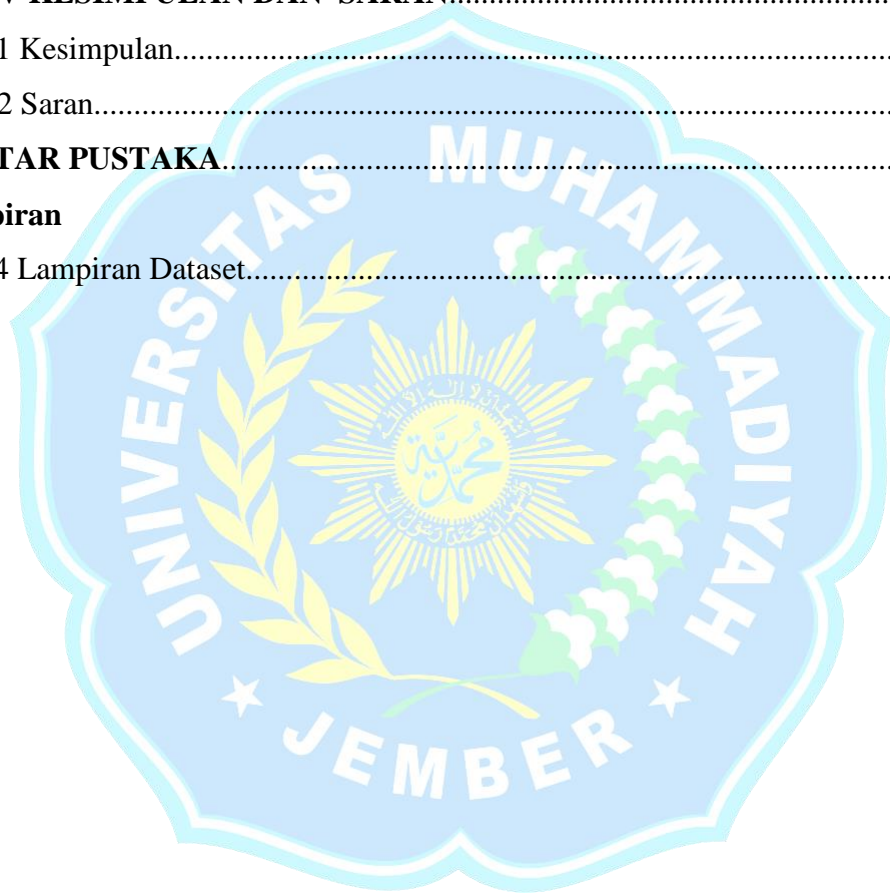 V KESIMPULAN DAN SARAN........................................................
1 Kesimpulan..........................................................................................
2 Saran....................................................................................................
TAR PUSTAKA....................................................................................
piran
4 Lampiran Dataset.................................................................................
UNIVERSITAS MUHAMMADIYAH
★ JEMBER ★